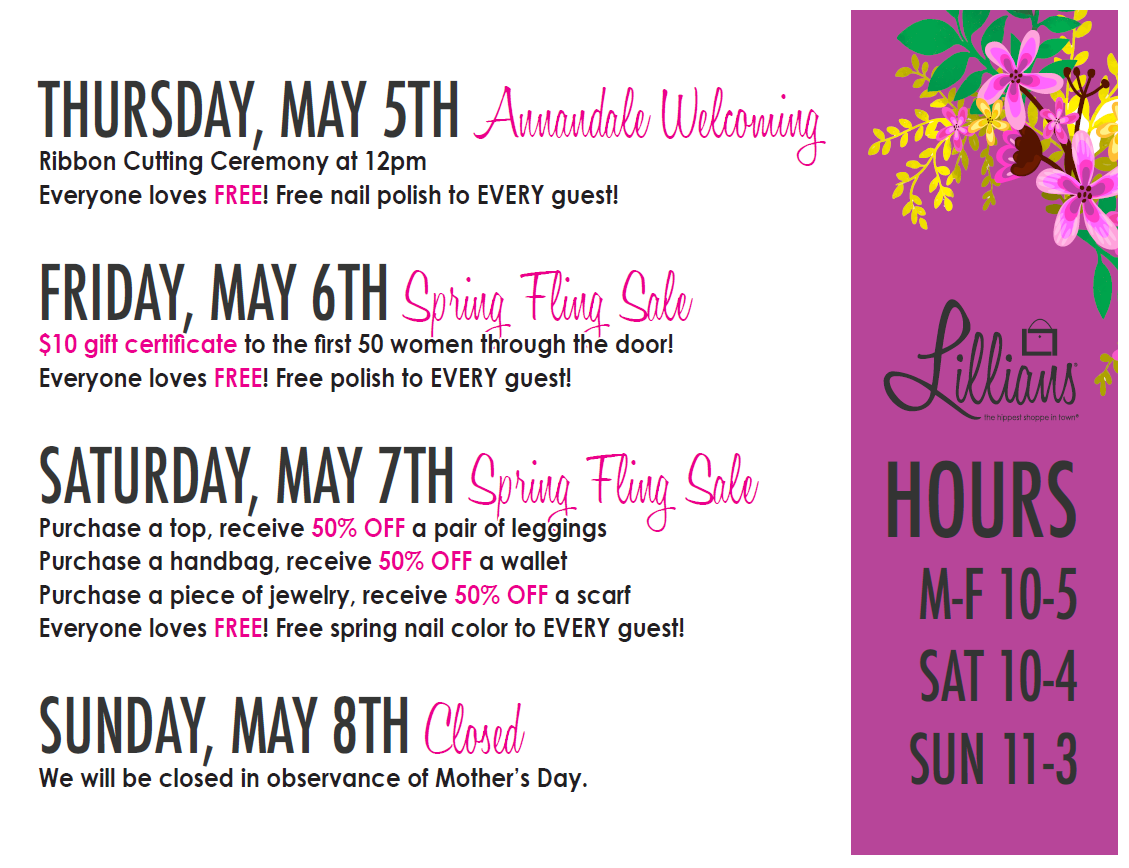 THURSDAY, MAY 5TH Annandale Welcoming
Ribbon Cutting Ceremony at 12pm
Everyone loves FREE! Free nail polish to EVERY guest!
FRIDAY, MAY 6TH Spring Fling Sale
$10 gift certificate to the first 50 women through the door!
Everyone loves FREE! Free polish to EVERY guest!
SATURDAY, MAY 7TH Spring Fling Sale
Purchase a top, receive 50% OFF a pair of leggings
Purchase a handbag, receive 50% OFF a wallet
Purchase a piece of jewelry, receive 50% OFF a scarf
Everyone loves FREE! Free spring nail color to EVERY guest!
SUNDAY, MAY 8TH Closed
We will be closed in observance of Mother's Day.
Lillians®
the hippest shoppe in town®
HOURS
M-F 10-5
SAT 10-4
SUN 11-3